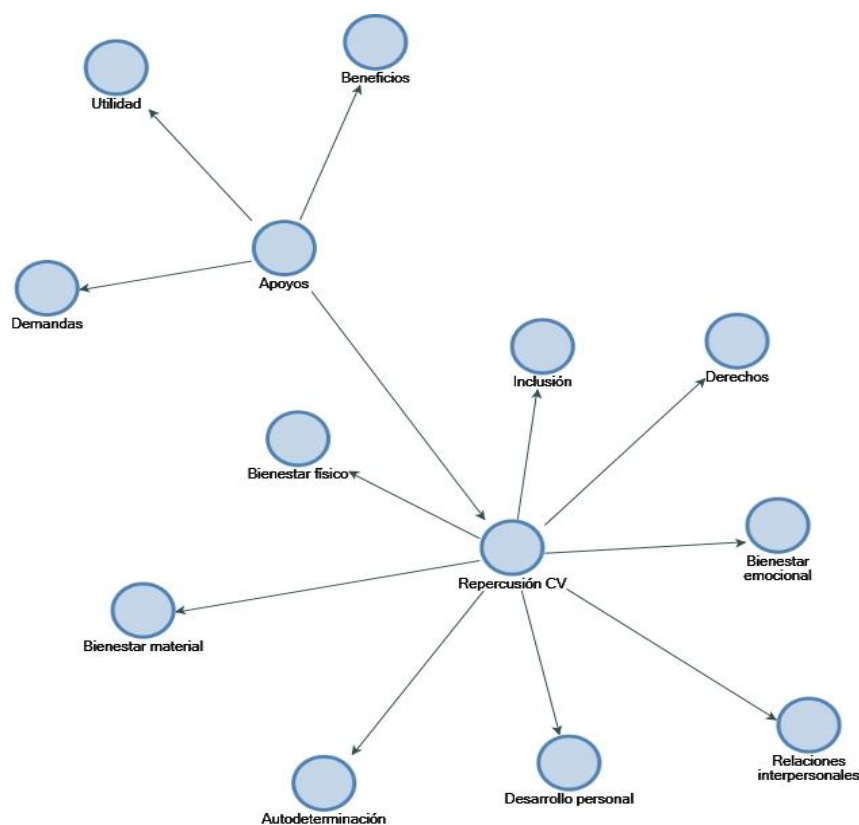 Beneficios
Utilidad
Apoyos
Demandas
Inclusión
Derechos
Bienestar físico
Bienestar
emocional
Repercusión CV
Bienestar material
Relaciones
interpersonales
Desarrollo personal
Autodeterminación